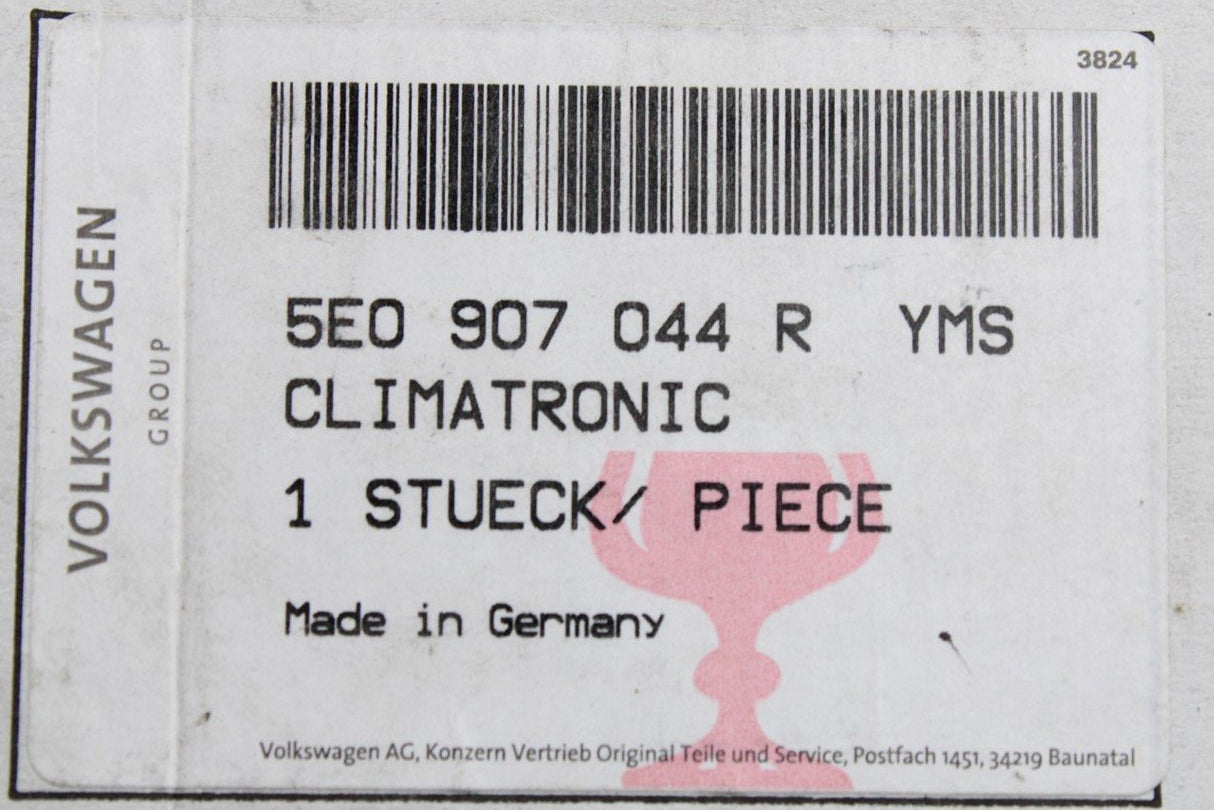 3824
5E0 907 044 R YMS
CLIMATRONIC
1 STUECK/ PIECE
Made in Germany
Volkswagen AG, Konzern Vertrieb Original Teile und Service, Postfach 1451, 34219 Baunatal
VOLKSWAGEN
GROUP